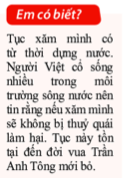 Em có biết?
Tục xăm mình có
từ thời dựng nước.
Người Việt cổ sống
nhiều trong môi
trường sông nước nên
tin rằng nếu xăm mình
sẽ không bị thuỷ quái
làm hại. Tục này tồn
tại đến đời vua Trần
Anh Tông mới bỏ.